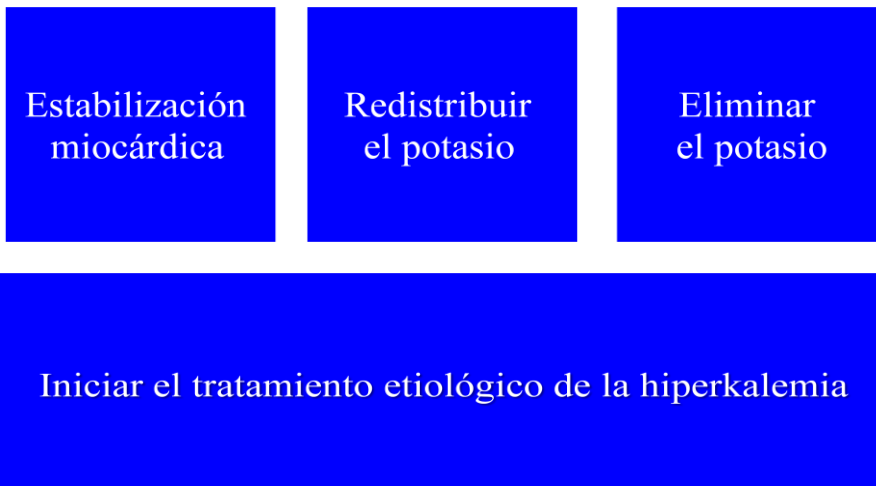 Estabilización
miocárdica
Redistribuir
el potasio
Eliminar
el potasio
Iniciar el tratamiento etiológico de la hiperkalemia